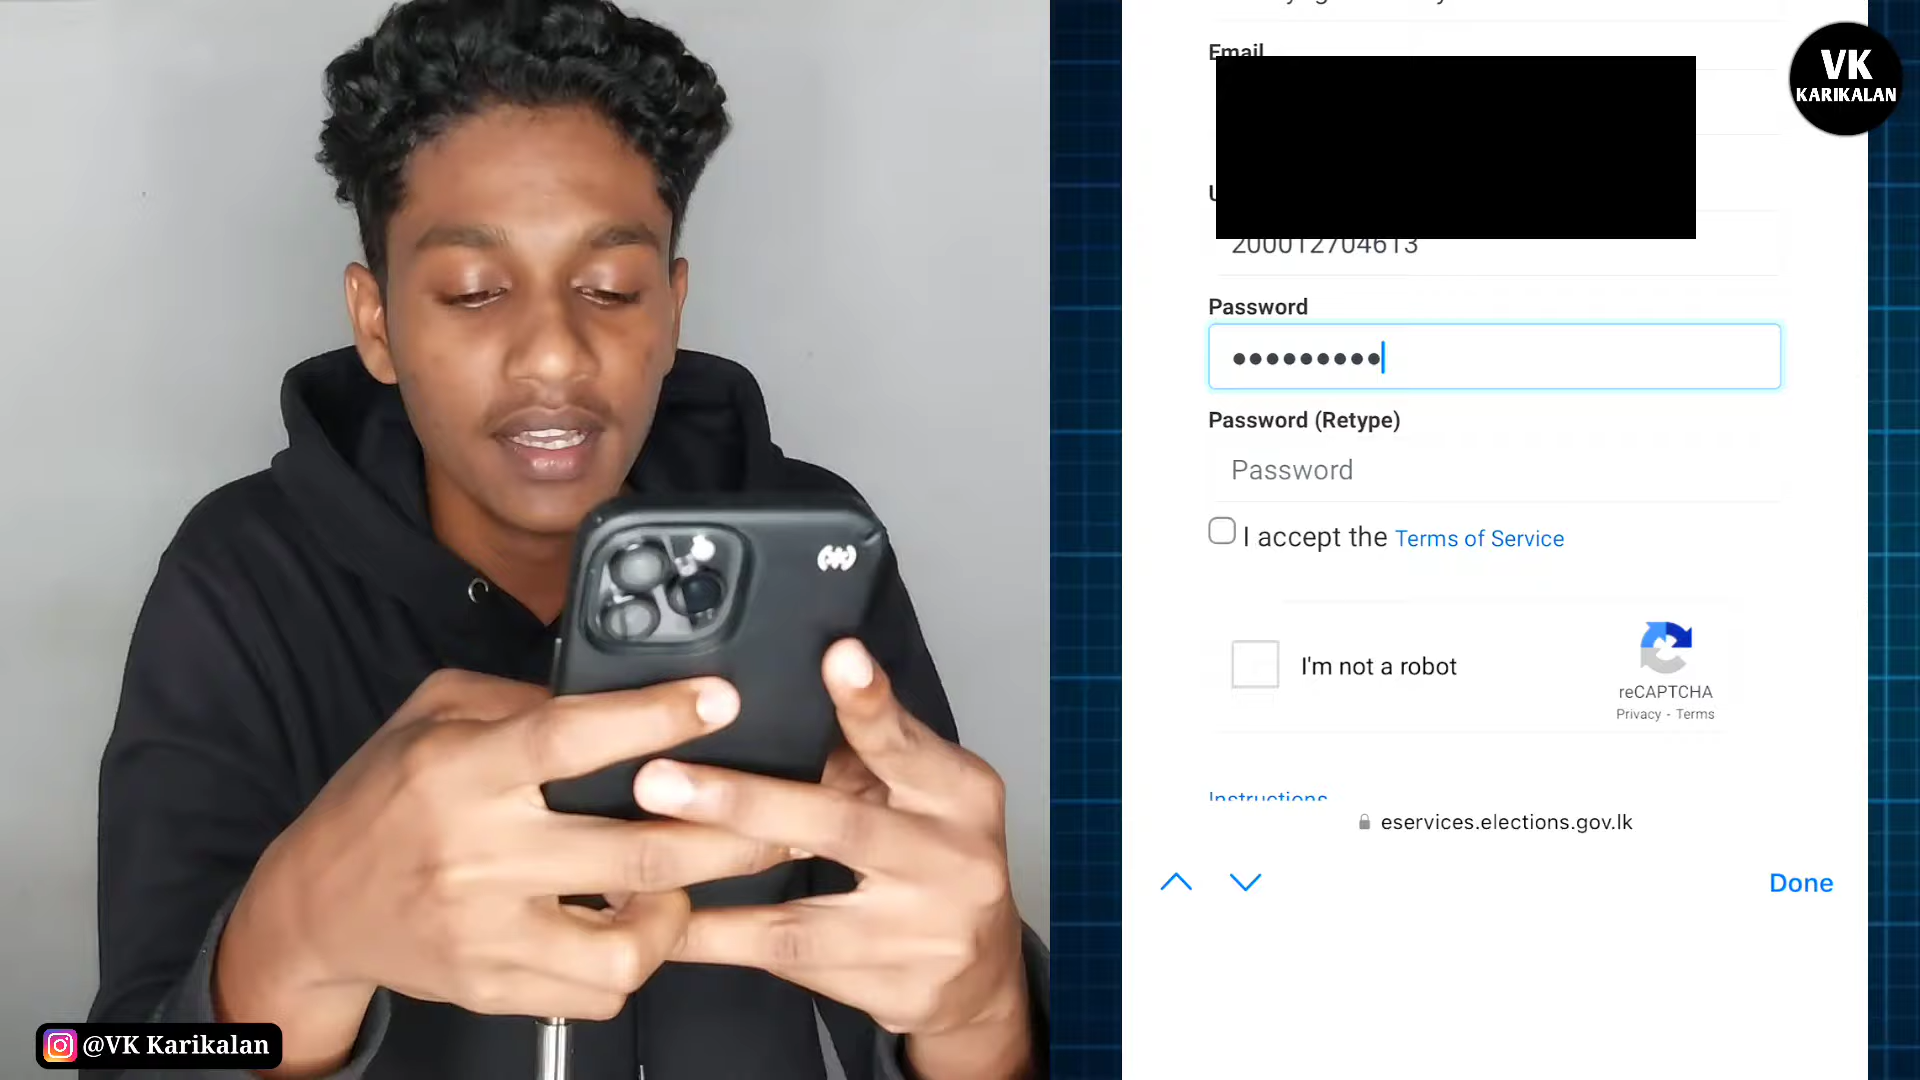 Email
Password
•••••••••
Password (Retype)
Password
I accept the Terms of Service
I'm not a robot
reCAPTCHA
Privacy - Terms
Instructions
eservices.elections.gov.lk
Done
VK
KARIKALAN
@VK Karikalan